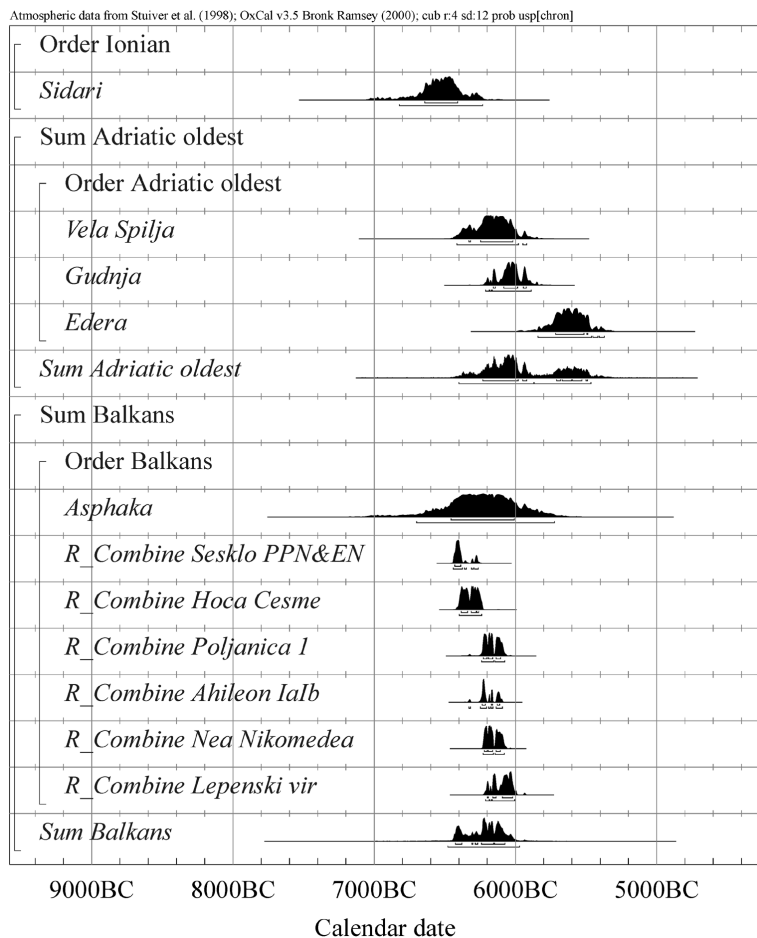 Atmospheric data from Stuiver et al. (1998); OxCal v3.5 Bronk Ramsey (2000); cub r:4 sd:12 prob usp[chron]
Order Ionian
Sidari
Sum Adriatic oldest
Order Adriatic oldest
Vela Spilja
Gudnja
Edera
Sum Adriatic oldest
Sum Balkans
Order Balkans
Asphaka
R_Combine Sesklo PPN&EN
R_Combine Hoca Cesme
R_Combine Poljanica 1
R_Combine Ahileon IaIb
R_Combine Nea Nikomedea
R_Combine Lepenski vir
Sum Balkans
9000BC 8000BC 7000BC 6000BC 5000BC
Calendar date